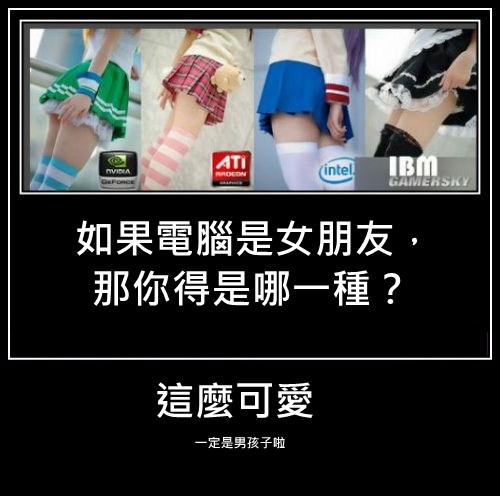 NVIDIA
GEFORCE
ATI
RADEON
GRAPHICS
intel
IBM
GAMERSKY
如果電腦是女朋友，
那你得是哪一種？
這麼可愛
一定是男孩子啦